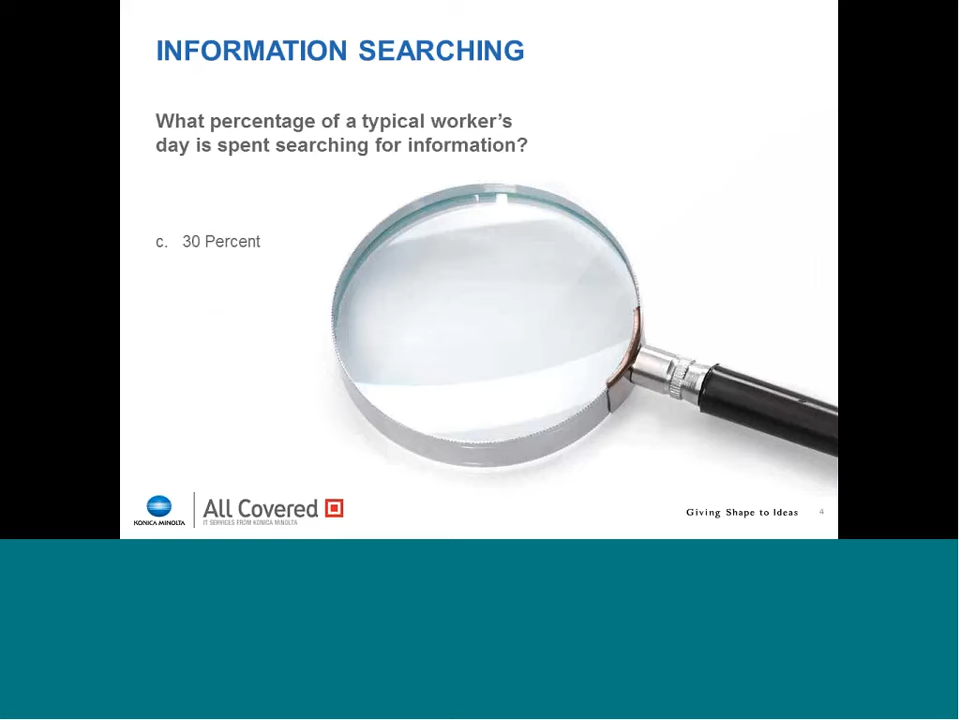 INFORMATION SEARCHING
What percentage of a typical worker's
day is spent searching for information?
c. 30 Percent
KONICA MINOLTA
All Covered
IT SERVICES FROM KONICA MINOLTA
Giving Shape to Ideas
4